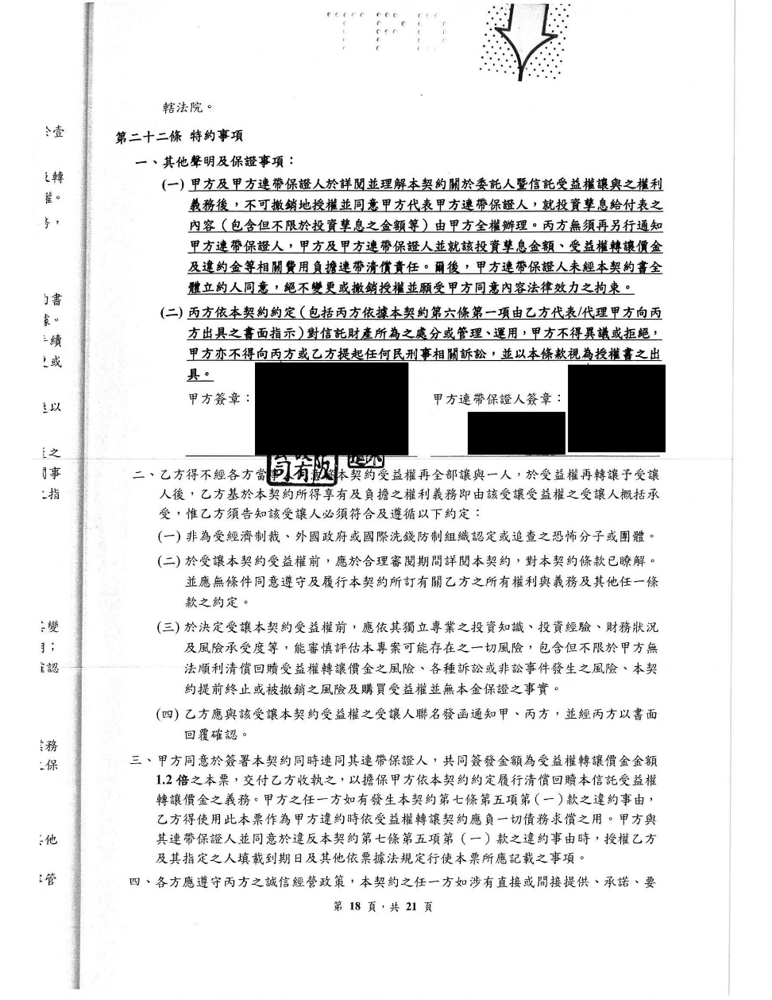 TPD
轄法院。
第二十二條 特約事項
一、其他聲明及保證事項：
(一) 甲方及甲方連帶保證人於詳閱並理解本契約關於委託人暨信託受益權讓與之權利
義務後，不可撤銷地授權並同意甲方代表甲方連帶保證人，就投資孳息給付表之
內容（包含但不限於投資孳息之金額等）由甲方全權辦理。丙方無須再另行通知
甲方連帶保證人，甲方及甲方連帶保證人並就該投資孳息金額、受益權轉讓價金
及違約金等相關費用負擔連帶清償責任。爾後，甲方連帶保證人未經本契約書全
體立約人同意，絕不變更或撤銷授權並願受甲方同意內容法律效力之拘束。
(二) 丙方依本契約約定（包括丙方依據本契約第六條第一項由乙方代表/代理甲方向丙
方出具之書面指示）對信託財產所為之處分或管理、運用，甲方不得異議或拒絕，
甲方亦不得向丙方或乙方提起任何民刑事相關訴訟，並以本條款視為授權書之出
具。
甲方簽章： 甲方連帶保證人簽章：
二、乙方得不經各方當事人同意將本契約受益權再全部讓與一人，於受益權再轉讓予受讓
人後，乙方基於本契約所得享有及負擔之權利義務即由該受讓受益權之受讓人概括承
受，惟乙方須告知該受讓人必須符合及遵循以下約定：
(一) 非為受經濟制裁、外國政府或國際洗錢防制組織認定或追查之恐怖分子或團體。
(二) 於受讓本契約受益權前，應於合理審閱期間詳閱本契約，對本契約條款已瞭解。
並應無條件同意遵守及履行本契約所訂有關乙方之所有權利與義務及其他任一條
款之約定。
(三) 於決定受讓本契約受益權前，應依其獨立專業之投資知識、投資經驗、財務狀況
及風險承受度等，能審慎評估本專案可能存在之一切風險，包含但不限於甲方無
法順利清償回贖受益權轉讓價金之風險、各種訴訟或非訟事件發生之風險、本契
約提前終止或被撤銷之風險及購買受益權並無本金保證之事實。
(四) 乙方應與該受讓本契約受益權之受讓人聯名發函通知甲、丙方，並經丙方以書面
回覆確認。
三、甲方同意於簽署本契約同時連同其連帶保證人，共同簽發金額為受益權轉讓價金金額
1.2 倍之本票，交付乙方收執之，以擔保甲方依本契約約定履行清償回贖本信託受益權
轉讓價金之義務。甲方之任一方如有發生本契約第七條第五項第(一)款之違約事由，
乙方得使用此本票作為甲方違約時依受益權轉讓契約應負一切債務求償之用。甲方與
其連帶保證人並同意於違反本契約第七條第五項第（一）款之違約事由時，授權乙方
及其指定之人填載到期日及其他依票據法規定行使本票所應記載之事項。
四、各方應遵守丙方之誠信經營政策，本契約之任一方如涉有直接或間接提供、承諾、要
第 18 頁，共 21 頁
壹
轉
權。
書
續
或
以
之
事
指
變
；
認
務
保
他
管